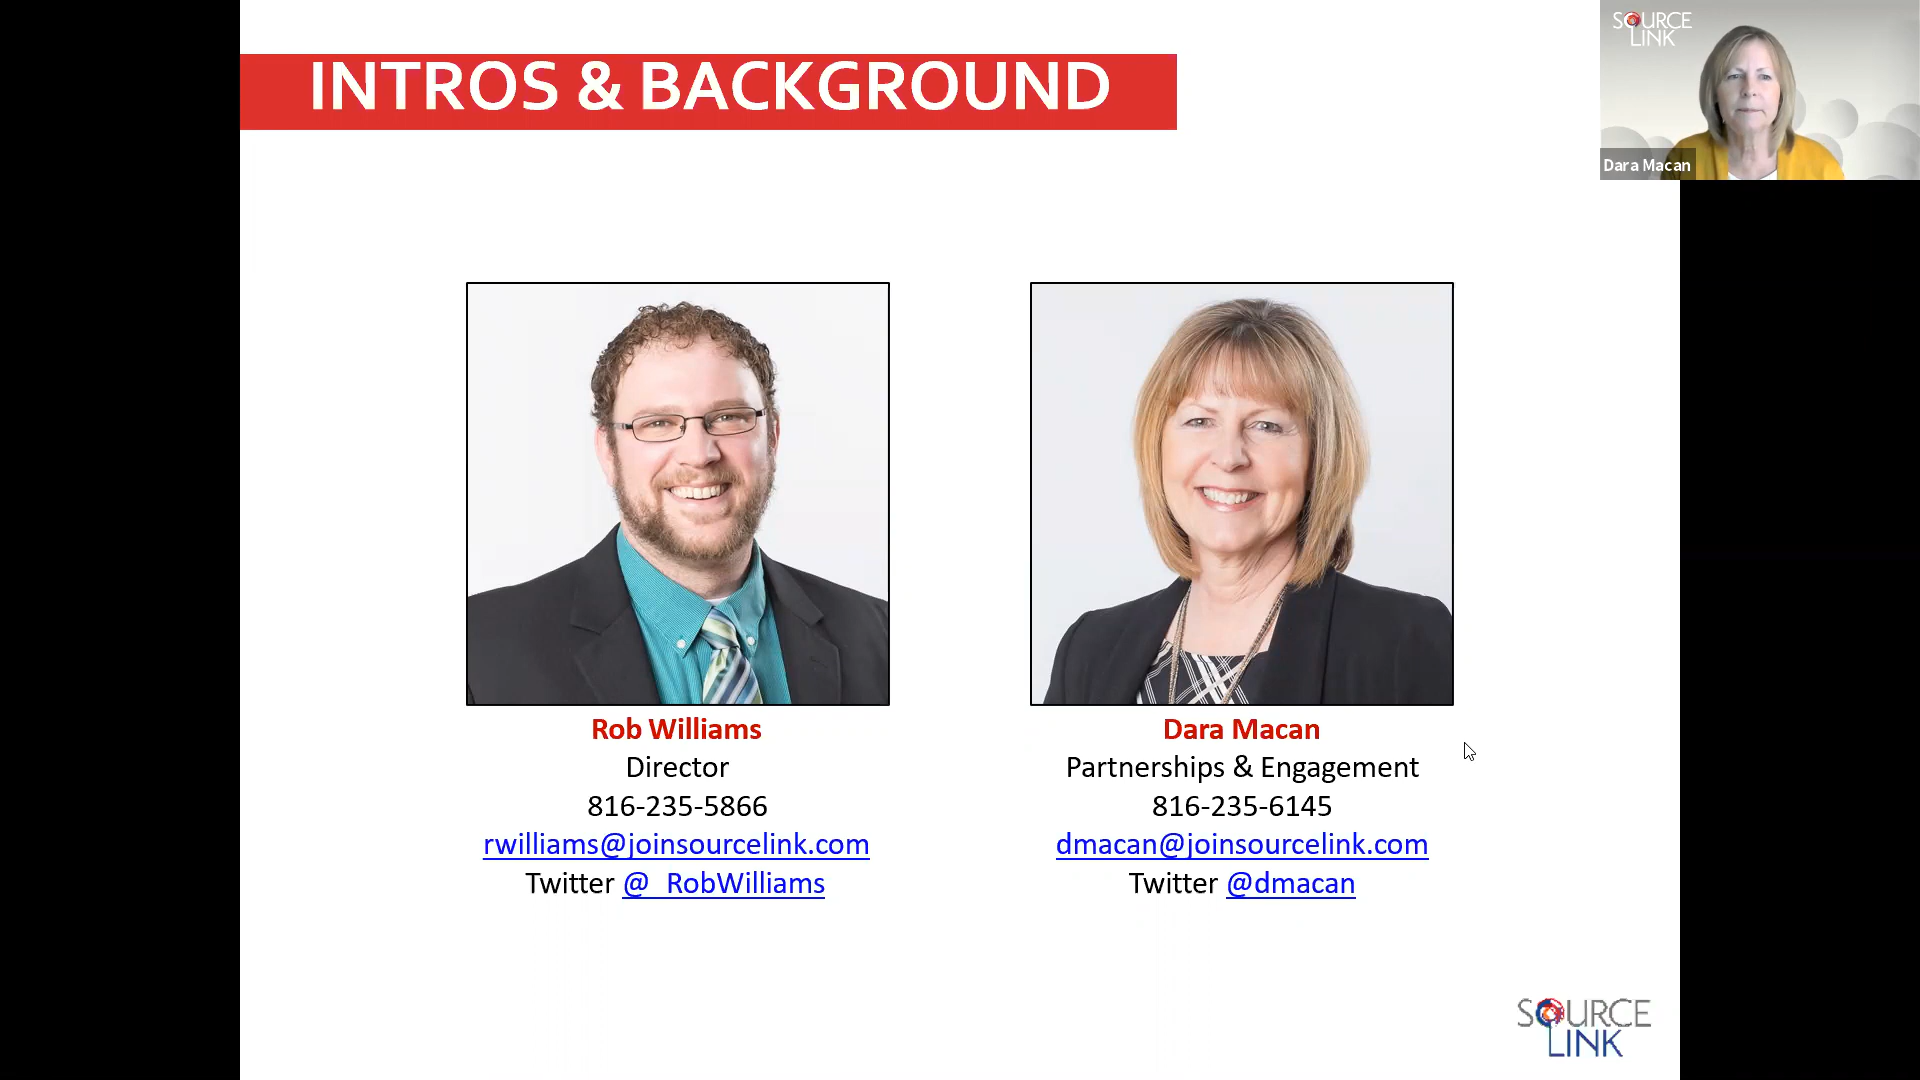 INTROS & BACKGROUND
SOURCE
LINK
Dara Macan
Rob Williams
Director
816-235-5866
rwilliams@joinsourcelink.com
Twitter @_RobWilliams
Dara Macan
Partnerships & Engagement
816-235-6145
dmacan@joinsourcelink.com
Twitter @dmacan
SOURCE
LINK